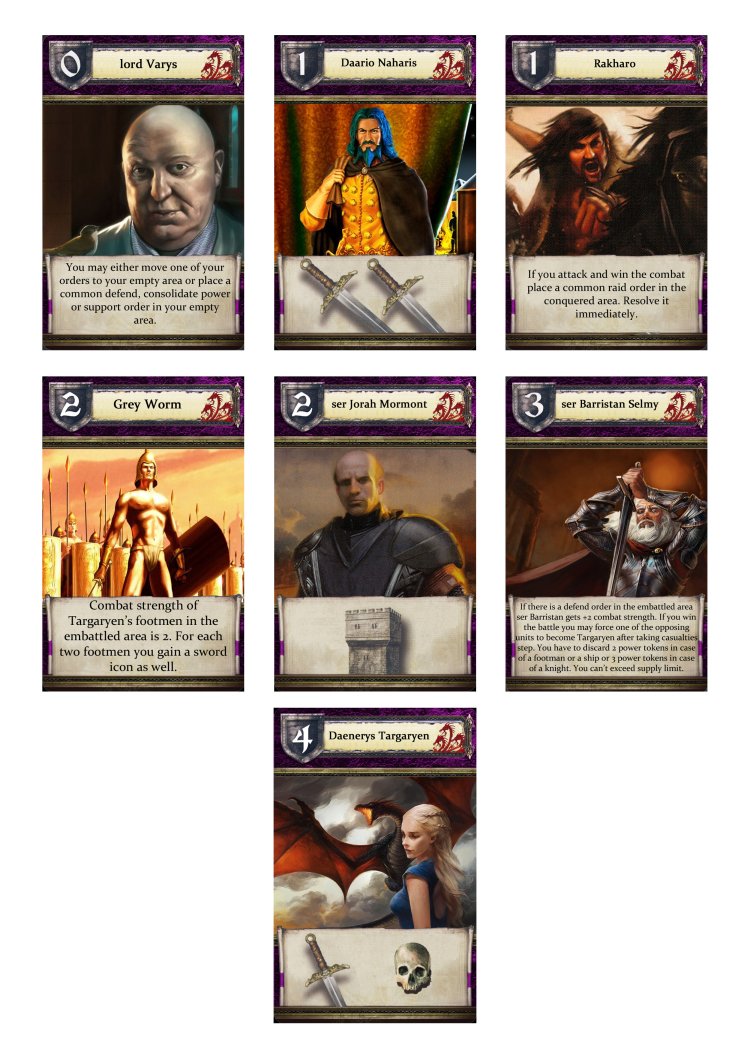 0
lord Varys
You may either move one of your
orders to your empty area or place a
common defend, consolidate power
or support order in your empty
area.
1
Daario Naharis
1
Rakharo
If you attack and win the combat
place a common raid order in the
conquered area. Resolve it
immediately.
2
Grey Worm
Combat strength of
Targaryen's footmen in the
embattled area is 2. For each
two footmen you gain a sword
icon as well.
2
ser Jorah Mormont
3
ser Barristan Selmy
If there is a defend order in the embattled area
ser Barristan gets +2 combat strength. If you win
the battle you may force one of the opposing
units to become Targaryen after taking casualties
step. You have to discard 2 power tokens in case
of a footman or a ship or 3 power tokens in case
of a knight. You can't exceed supply limit.
4
Daenerys Targaryen